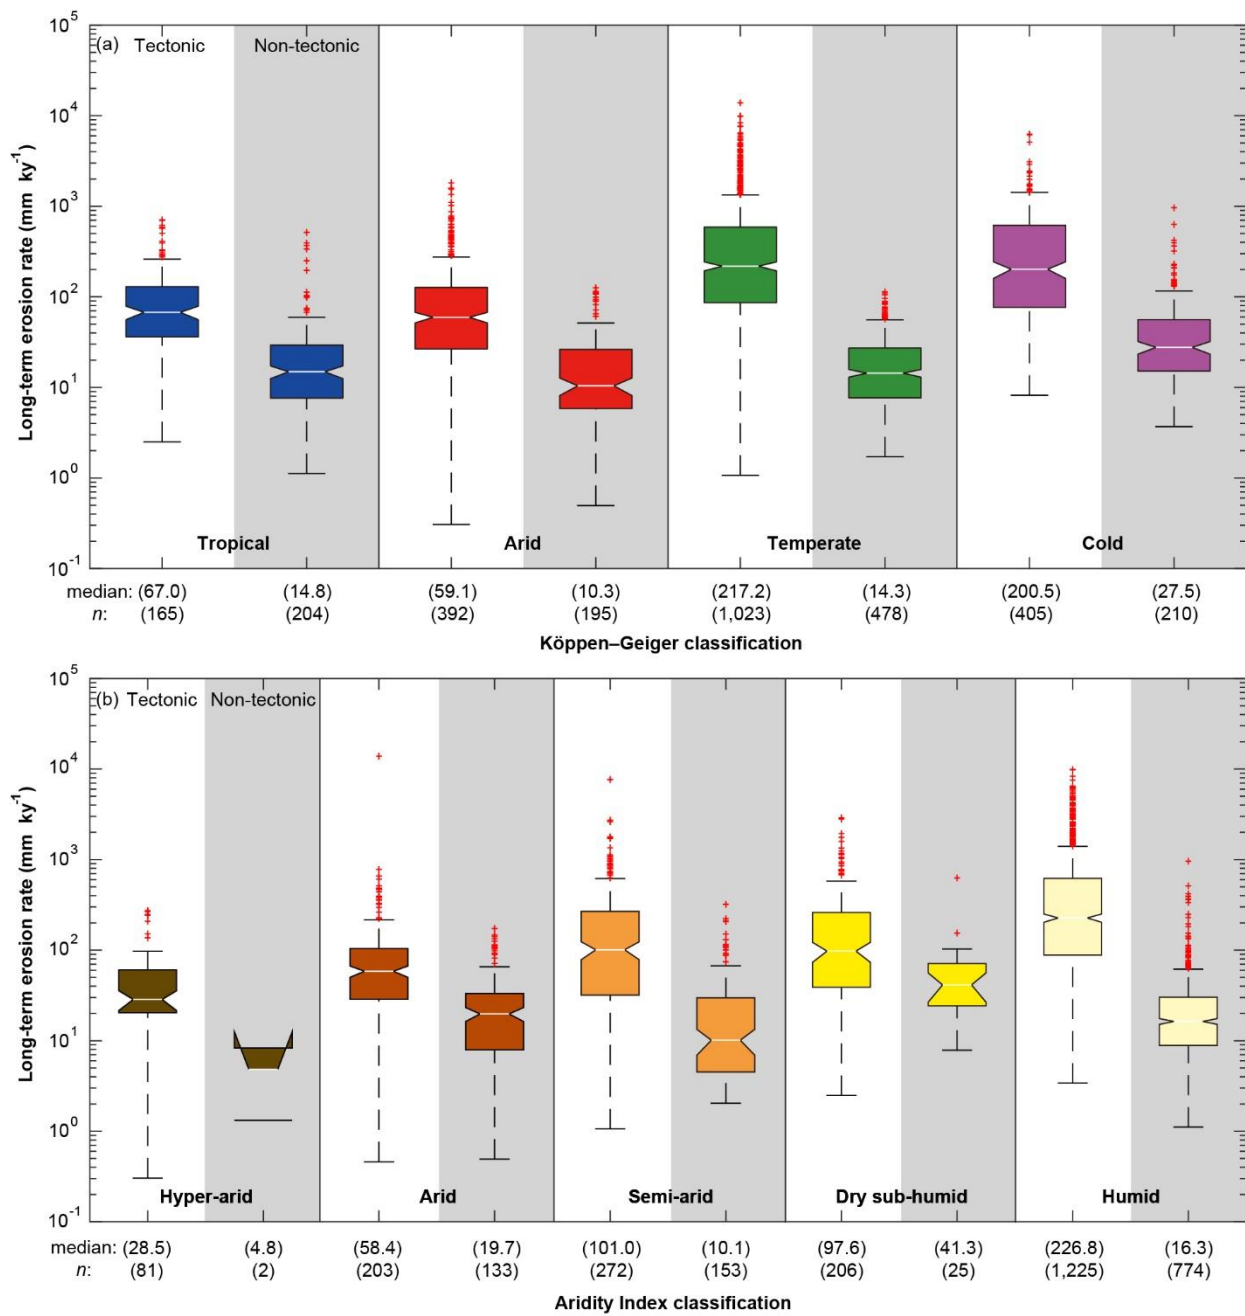 (a) Tectonic Non-tectonic
10^5
10^4
10^3
10^2
10^1
10^0
10^-1
Long-term erosion rate (mm ky^-1)
Tropical Arid Temperate Cold
median: (67.0) (14.8) (59.1) (10.3) (217.2) (14.3) (200.5) (27.5)
n: (165) (204) (392) (195) (1,023) (478) (405) (210)
Köppen–Geiger classification
(b) Tectonic Non-tectonic
10^5
10^4
10^3
10^2
10^1
10^0
10^-1
Long-term erosion rate (mm ky^-1)
Hyper-arid Arid Semi-arid Dry sub-humid Humid
median: (28.5) (4.8) (58.4) (19.7) (101.0) (10.1) (97.6) (41.3) (226.8) (16.3)
n: (81) (2) (203) (133) (272) (153) (206) (25) (1,225) (774)
Aridity Index classification